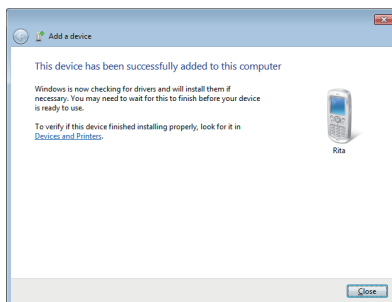 Add a device
This device has been successfully added to this computer
Windows is now checking for drivers and will install them if
necessary. You may need to wait for this to finish before your device
is ready to use.
To verify if this device finished installing properly, look for it in
Devices and Printers.
Rita
Close